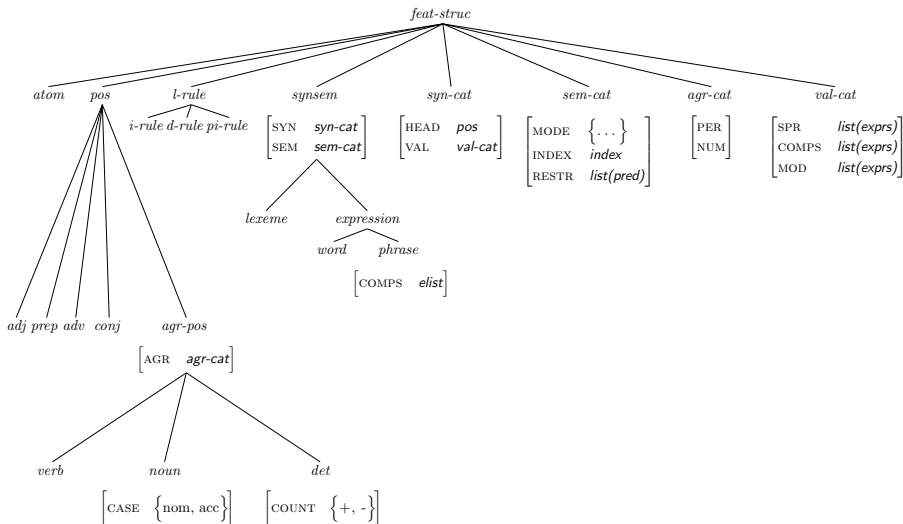 feat-struc
atom pos l-rule synsem syn-cat sem-cat agr-cat val-cat
i-rule d-rule pi-rule
[SYN syn-cat
SEM sem-cat]
[HEAD pos
VAL val-cat]
[MODE {...}
INDEX index
RESTR list(pred)]
[PER
NUM]
[SPR list(exprs)
COMPS list(exprs)
MOD list(exprs)]
lexeme expression
word phrase
[COMPS elist]
adj prep adv conj agr-pos
[AGR agr-cat]
verb noun det
[CASE {nom, acc}]
[COUNT {+, -}]